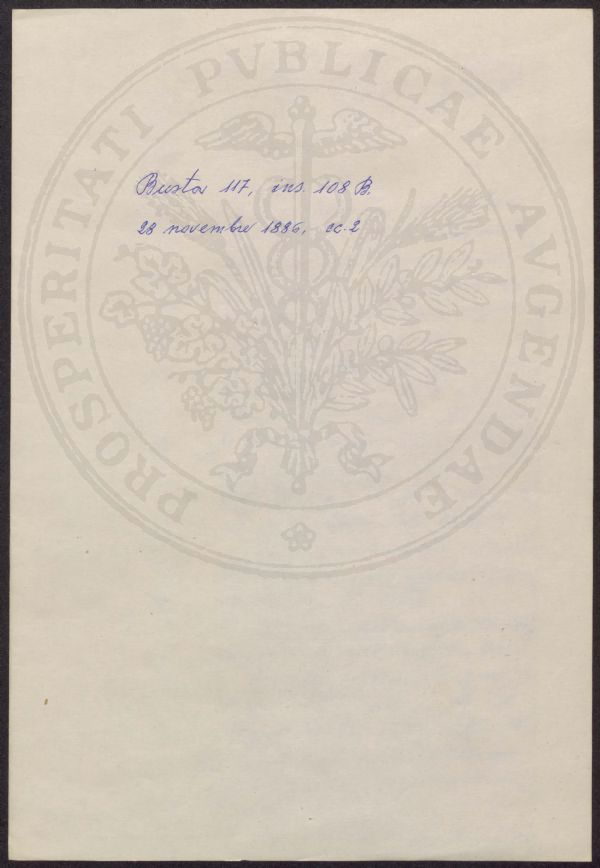 Busta 117, ins. 108 B.
28 novembre 1886, cc. 2
PROSPERITATI PVBLICAE AVGENDAE